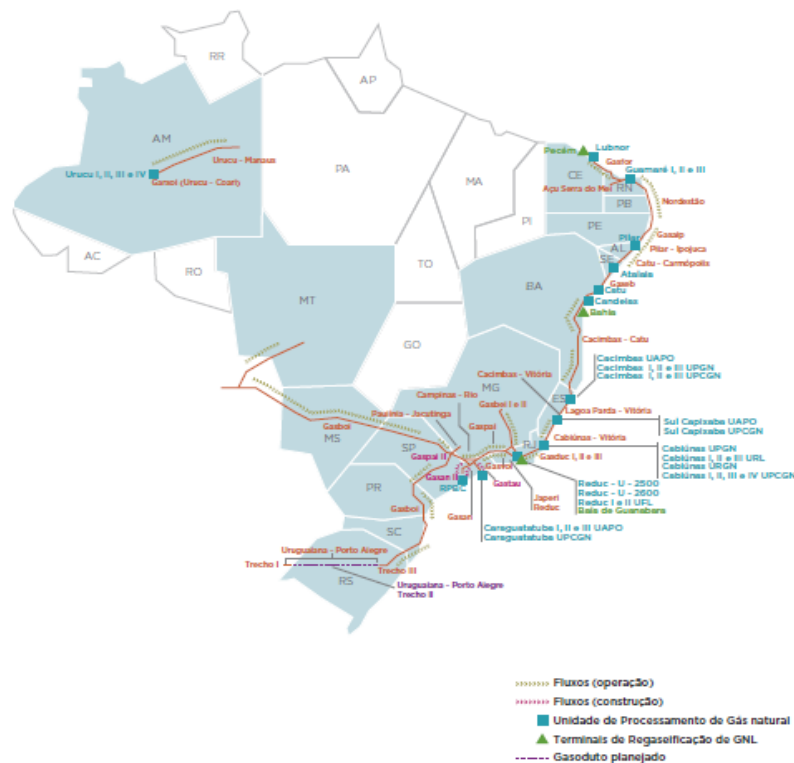 RR
AP
AM
Urucu - Manaus
Urucu I, II, III e IV
Garsol (Urucu - Coari)
PA
MA
PI
AC
RO
TO
MT
GO
Pecém
Lubnor
Gasfor
Guamaré I, II e III
CE
RN
Açu Serra do Mel
PB
Nordestão
PE
Gasalp
Pilar
AL
Pilar - Ipojuca
SE
Catu - Carmópolis
Atalaia
Gaseb
BA
Catu
Candeias
Bahia
Cacimbas - Catu
Cacimbas UAPO
Cacimbas I, II e III UPGN
Cacimbas I, II e III UPCGN
Cacimbas - Vitória
MG
ES
Campinas - Rio
Gasbel I e II
Lagoa Parda - Vitória
Sul Capixaba UAPO
Sul Capixaba UPCGN
Paulínia - Jacutinga
Gasbol
Gaspal
MS
SP
RJ
Cabiúnas - Vitória
Gaspal II
Gasduc I, II e III
Cabiúnas UPGN
Cabiúnas I, II e III URL
Cabiúnas URGN
Cabiúnas I, II, III e IV UPCGN
Gasan II
Gastau
RPBC
PR
Gasbol
Gasan
Japeri
Reduc
Reduc - U - 2500
Reduc - U - 2600
Reduc I e II UFL
Baía de Guanabara
Caraguatatuba I, II e III UAPO
Caraguatatuba UPCGN
SC
Uruguaiana - Porto Alegre
Trecho I
Trecho III
RS
Uruguaiana - Porto Alegre
Trecho II
Fluxos (operação)
Fluxos (construção)
Unidade de Processamento de Gás natural
Terminais de Regaseificação de GNL
Gasoduto planejado